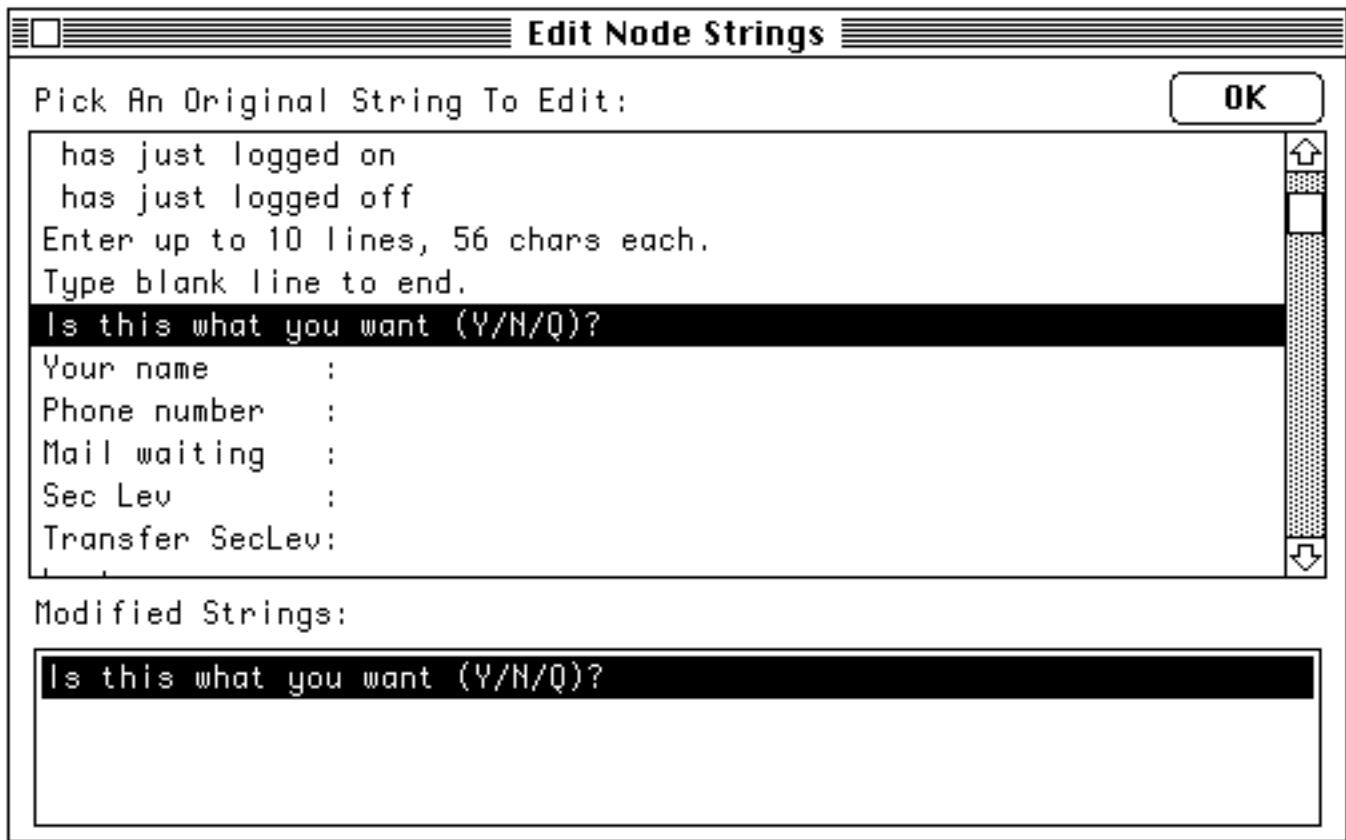 Edit Node Strings
Pick An Original String To Edit:
OK
has just logged on
has just logged off
Enter up to 10 lines, 56 chars each.
Type blank line to end.
Is this what you want (Y/N/Q)?
Your name      :
Phone number   :
Mail waiting   :
Sec Lev        :
Transfer SecLev:
Modified Strings:
Is this what you want (Y/N/Q)?